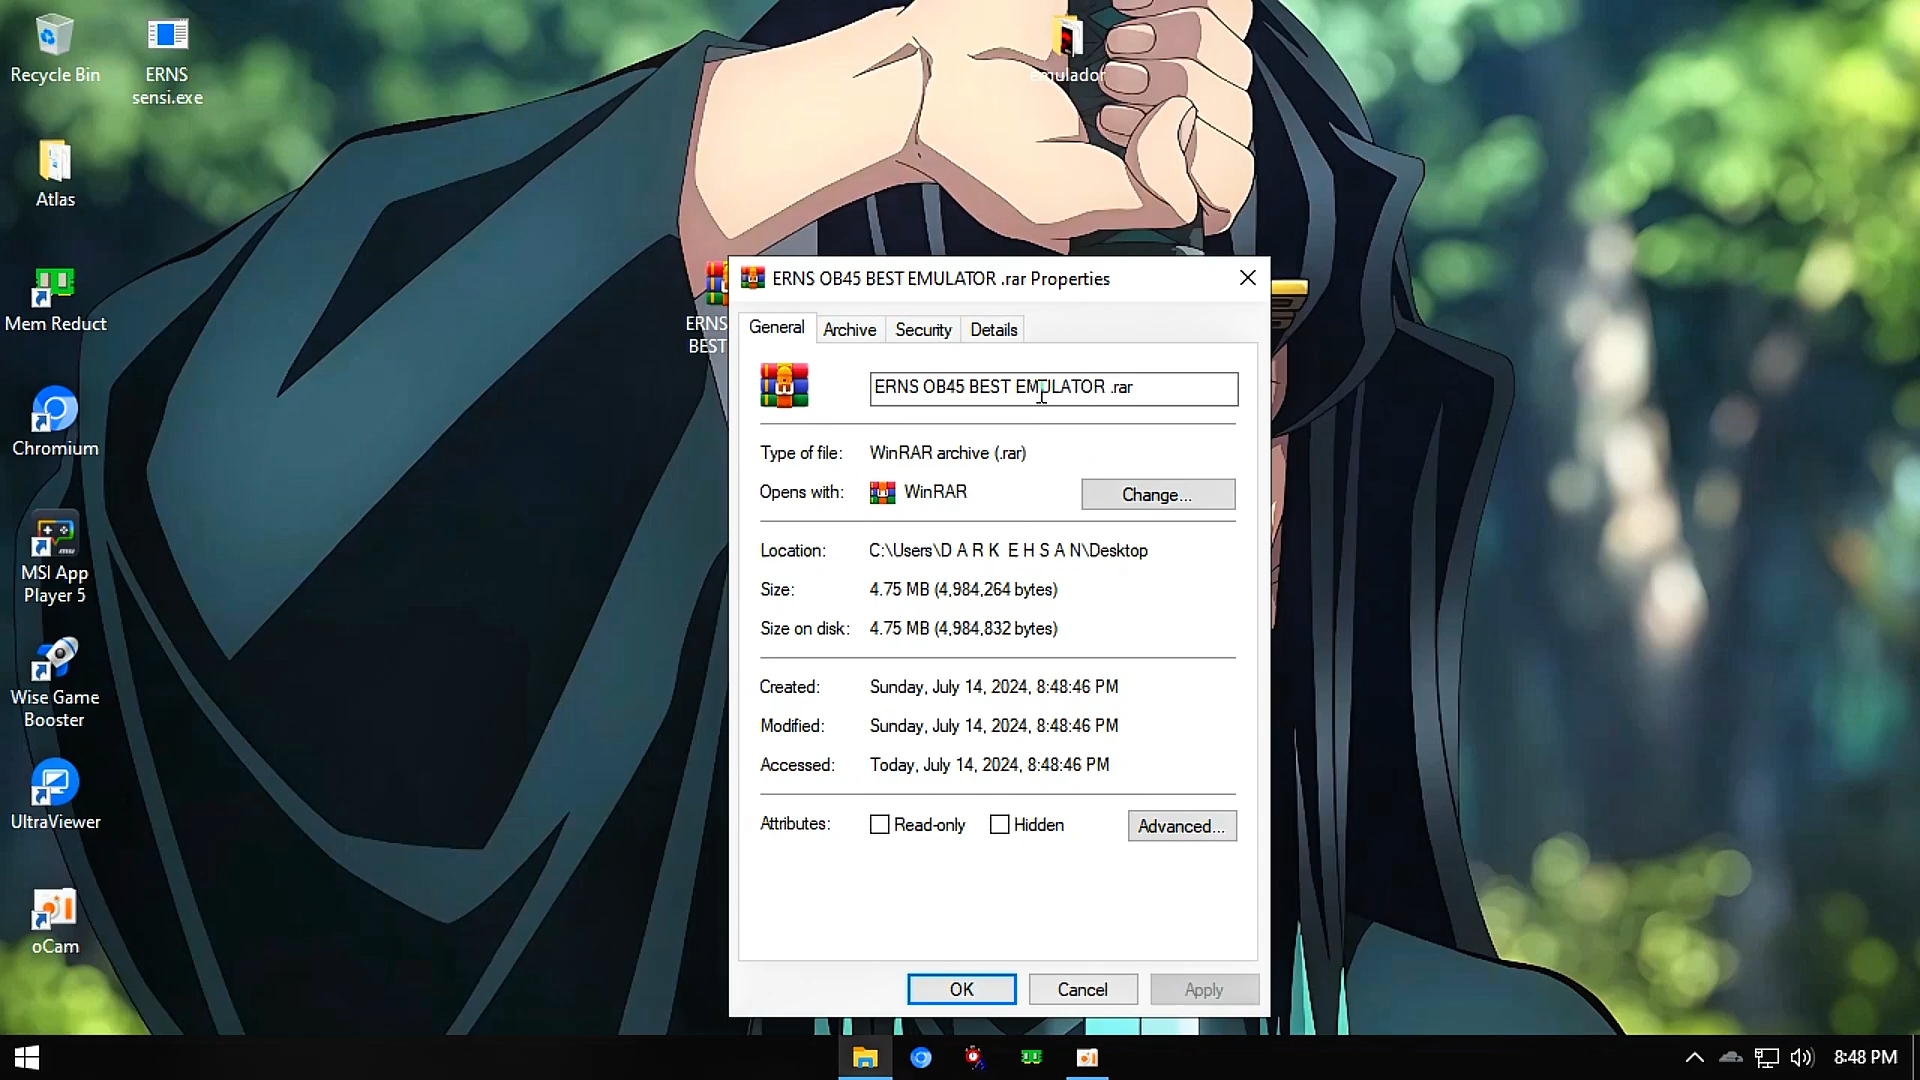 Recycle Bin
ERNS
sensi.exe
emulador
Atlas
Mem Reduct
Chromium
MSI App
Player 5
Wise Game
Booster
UltraViewer
oCam
ERNS
BEST
ERNS OB45 BEST EMULATOR .rar Properties
General
Archive
Security
Details
ERNS OB45 BEST EMULATOR .rar
Type of file: WinRAR archive (.rar)
Opens with: WinRAR
Change...
Location: C:\Users\D A R K E H S A N\Desktop
Size: 4.75 MB (4,984,264 bytes)
Size on disk: 4.75 MB (4,984,832 bytes)
Created: Sunday, July 14, 2024, 8:48:46 PM
Modified: Sunday, July 14, 2024, 8:48:46 PM
Accessed: Today, July 14, 2024, 8:48:46 PM
Attributes: Read-only Hidden
Advanced...
OK
Cancel
Apply
8:48 PM